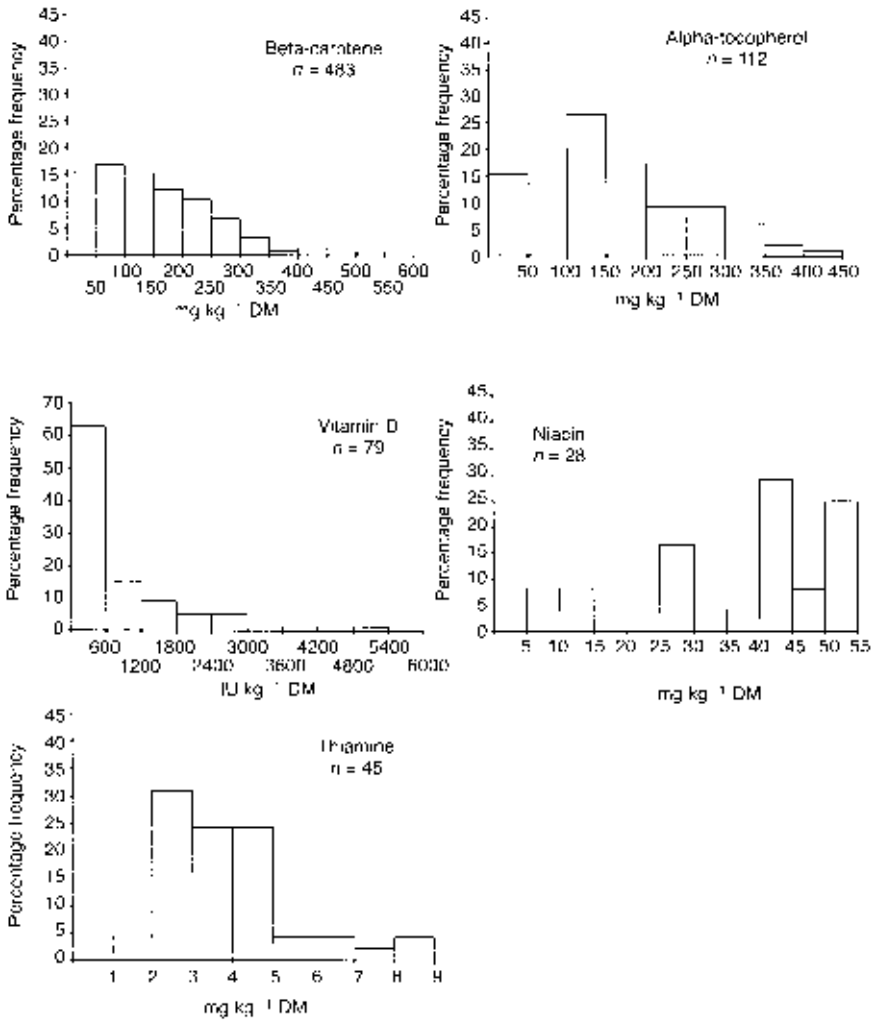 Percentage frequency
45
40
35
30
25
20
15
10
5
0
Beta-carotene
n = 483
100 200 300 400 500 600
50 150 250 350 450 550
mg kg⁻¹ DM
Percentage frequency
45
40
35
30
25
20
15
10
5
0
Alpha-tocopherol
n = 112
50 100 150 200 250 300 350 400 450
mg kg⁻¹ DM
Percentage frequency
70
60
50
40
30
20
10
0
Vitamin D
n = 79
600 1800 3000 4200 5400
1200 2400 3600 4800 6000
IU kg⁻¹ DM
Percentage frequency
45
40
35
30
25
20
15
10
5
0
Niacin
n = 28
5 10 15 20 25 30 35 40 45 50 55
mg kg⁻¹ DM
Percentage frequency
45
40
35
30
25
20
15
10
5
0
Thiamine
n = 45
1 2 3 4 5 6 7 8 9
mg kg⁻¹ DM